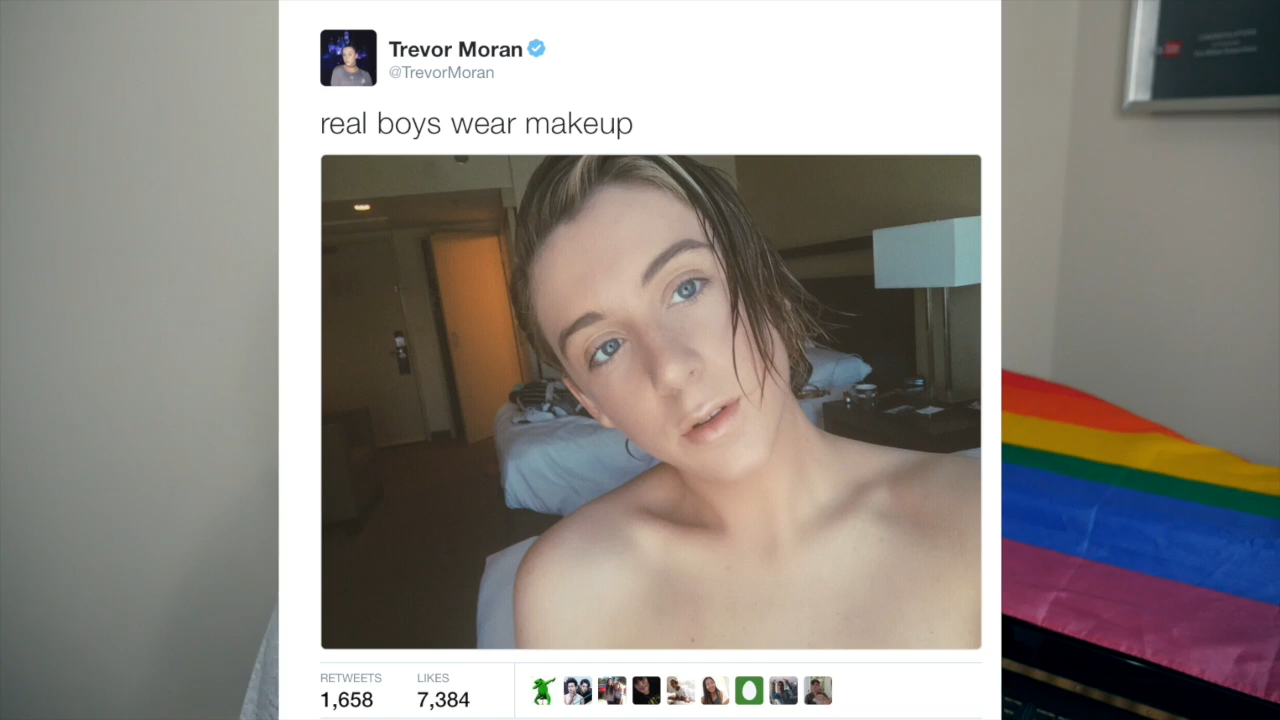 Trevor Moran
@TrevorMoran
real boys wear makeup
RETWEETS
LIKES
1,658
7,384